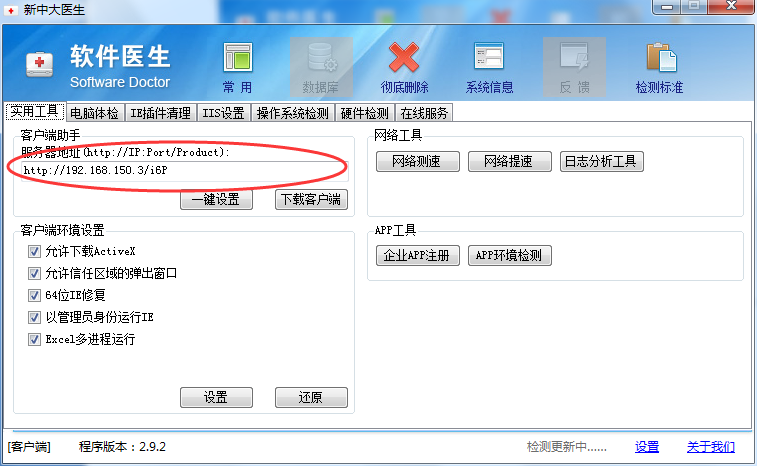 新中大医生
软件医生
Software Doctor
常 用
数据库
彻底删除
系统信息
反 馈
检测标准
实用工具
电脑体检
IE插件清理
IIS设置
操作系统检测
硬件检测
在线服务
客户端助手
服务器地址(http://IP:Port/Product):
http://192.168.150.3/i6P
一键设置
下载客户端
网络工具
网络测速
网络提速
日志分析工具
客户端环境设置
允许下载ActiveX
允许信任区域的弹出窗口
64位IE修复
以管理员身份运行IE
Excel多进程运行
设置
还原
APP工具
企业APP注册
APP环境检测
[客户端]
程序版本：2.9.2
检测更新中......
设置
关于我们